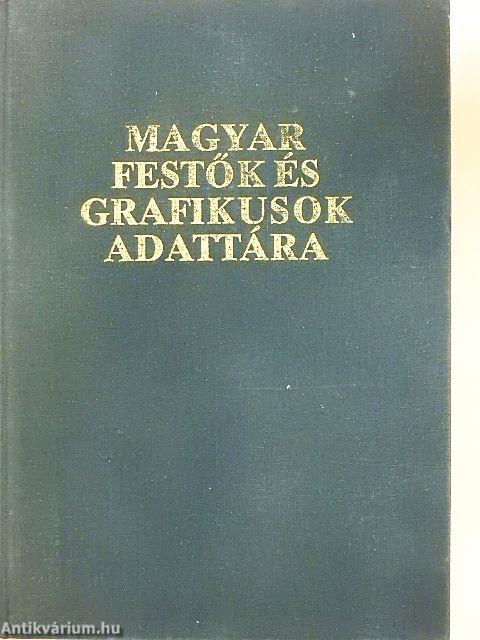 MAGYAR
FESTŐK ÉS
GRAFIKUSOK
ADATTÁRA
Antikvárium.hu